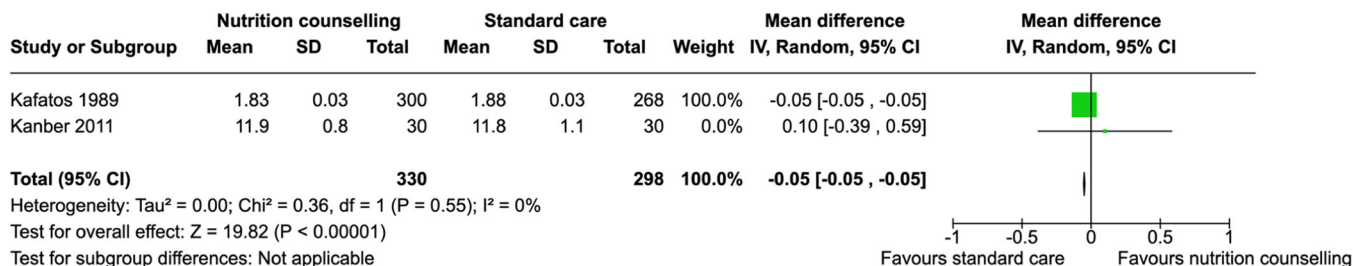 Nutrition counselling Standard care Mean difference Mean difference
Study or Subgroup Mean SD Total Mean SD Total Weight IV, Random, 95% CI IV, Random, 95% CI
Kafatos 1989 1.83 0.03 300 1.88 0.03 268 100.0% -0.05 [-0.05 , -0.05]
Kanber 2011 11.9 0.8 30 11.8 1.1 30 0.0% 0.10 [-0.39 , 0.59]
Total (95% CI) 330 298 100.0% -0.05 [-0.05 , -0.05]
Heterogeneity: Tau² = 0.00; Chi² = 0.36, df = 1 (P = 0.55); I² = 0%
Test for overall effect: Z = 19.82 (P < 0.00001)
-1 -0.5 0 0.5 1
Test for subgroup differences: Not applicable Favours standard care Favours nutrition counselling